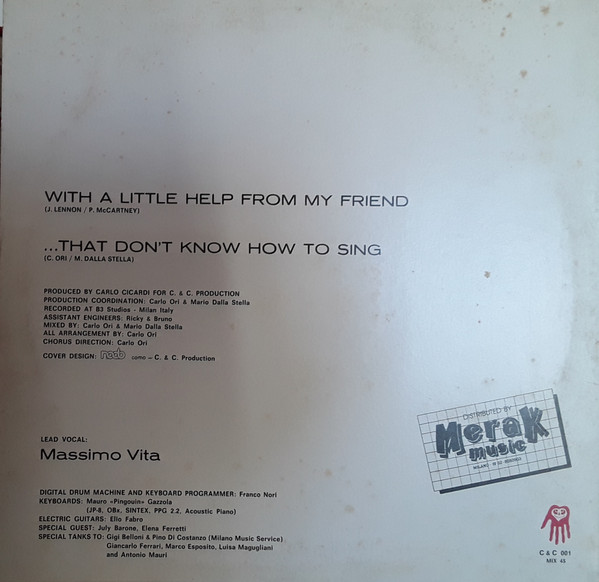 WITH A LITTLE HELP FROM MY FRIEND
(J. LENNON / P. McCARTNEY)
...THAT DON'T KNOW HOW TO SING
(C. ORI / M. DALLA STELLA)
PRODUCED BY CARLO CICARDI FOR C. & C. PRODUCTION
PRODUCTION COORDINATION: Carlo Ori & Mario Dalla Stella
RECORDED AT B3 Studios - Milan Italy
ASSISTANT ENGINEERS: Ricky & Bruno
MIXED BY: Carlo Ori & Mario Dalla Stella
ALL ARRANGEMENT BY: Carlo Ori
CHORUS DIRECTION: Carlo Ori
COVER DESIGN: como - C. & C. Production
LEAD VOCAL:
Massimo Vita
DIGITAL DRUM MACHINE AND KEYBOARD PROGRAMMER: Franco Nori
KEYBOARDS: Mauro «Pingouin» Gazzola
(JP-8, OBx, SINTEX, PPG 2.2, Acoustic Piano)
ELECTRIC GUITARS: Elio Fabro
SPECIAL GUEST: July Barone, Elena Ferretti
SPECIAL TANKS TO: Gigi Belloni & Pino Di Costanzo (Milano Music Service)
Giancarlo Ferrari, Marco Esposito, Luisa Magugliani
and Antonio Mauri
DISTRIBUTED BY
Merak
music
MILANO
C & C 001
MIX 45